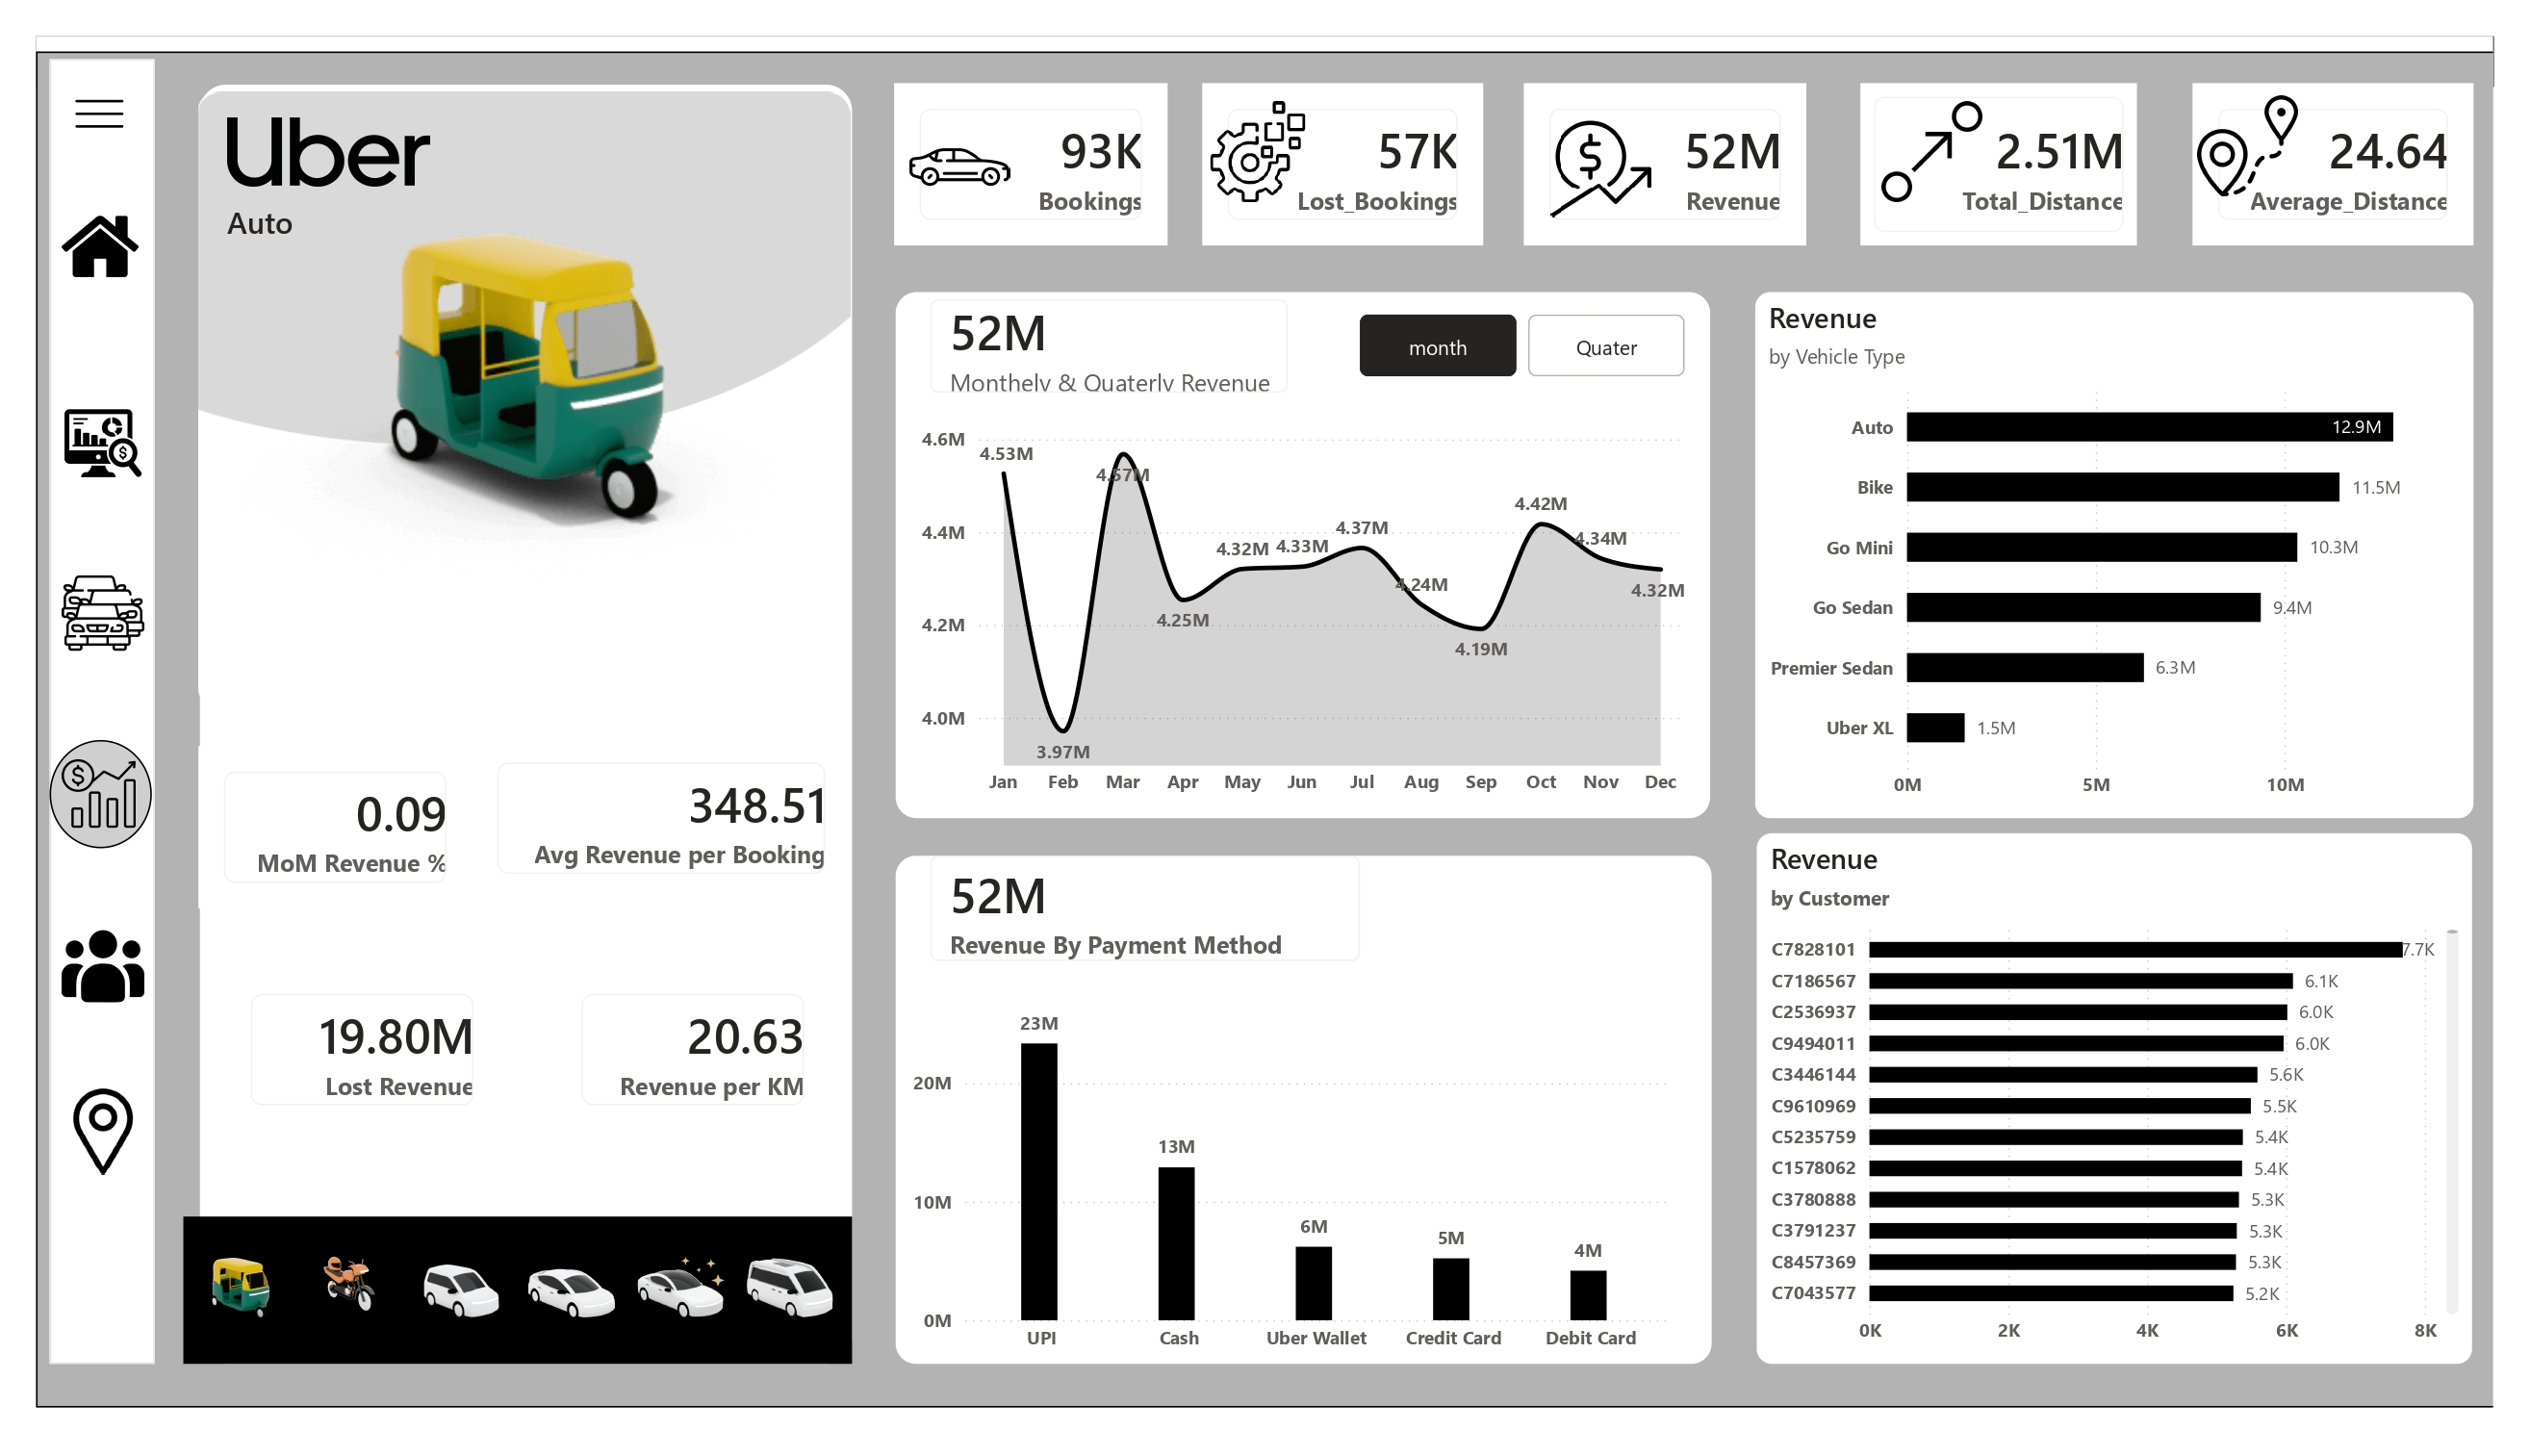 Uber
Auto
0.09
MoM Revenue %
348.51
Avg Revenue per Booking
19.80M
Lost Revenue
20.63
Revenue per KM
93K
Bookings
57K
Lost_Bookings
$
52M
Revenue
2.51M
Total_Distance
24.64
Average_Distance
52M
Monthely & Quaterly Revenue
month
Quater
4.6M
4.4M
4.2M
4.0M
4.53M
3.97M
4.57M
4.25M
4.32M
4.33M
4.37M
4.24M
4.19M
4.42M
4.34M
4.32M
Jan Feb Mar Apr May Jun Jul Aug Sep Oct Nov Dec
Revenue
by Vehicle Type
Auto 12.9M
Bike 11.5M
Go Mini 10.3M
Go Sedan 9.4M
Premier Sedan 6.3M
Uber XL 1.5M
0M 5M 10M
52M
Revenue By Payment Method
20M
10M
0M
23M
13M
6M
5M
4M
UPI Cash Uber Wallet Credit Card Debit Card
Revenue
by Customer
C7828101 7.7K
C7186567 6.1K
C2536937 6.0K
C9494011 6.0K
C3446144 5.6K
C9610969 5.5K
C5235759 5.4K
C1578062 5.4K
C3780888 5.3K
C3791237 5.3K
C8457369 5.3K
C7043577 5.2K
0K 2K 4K 6K 8K